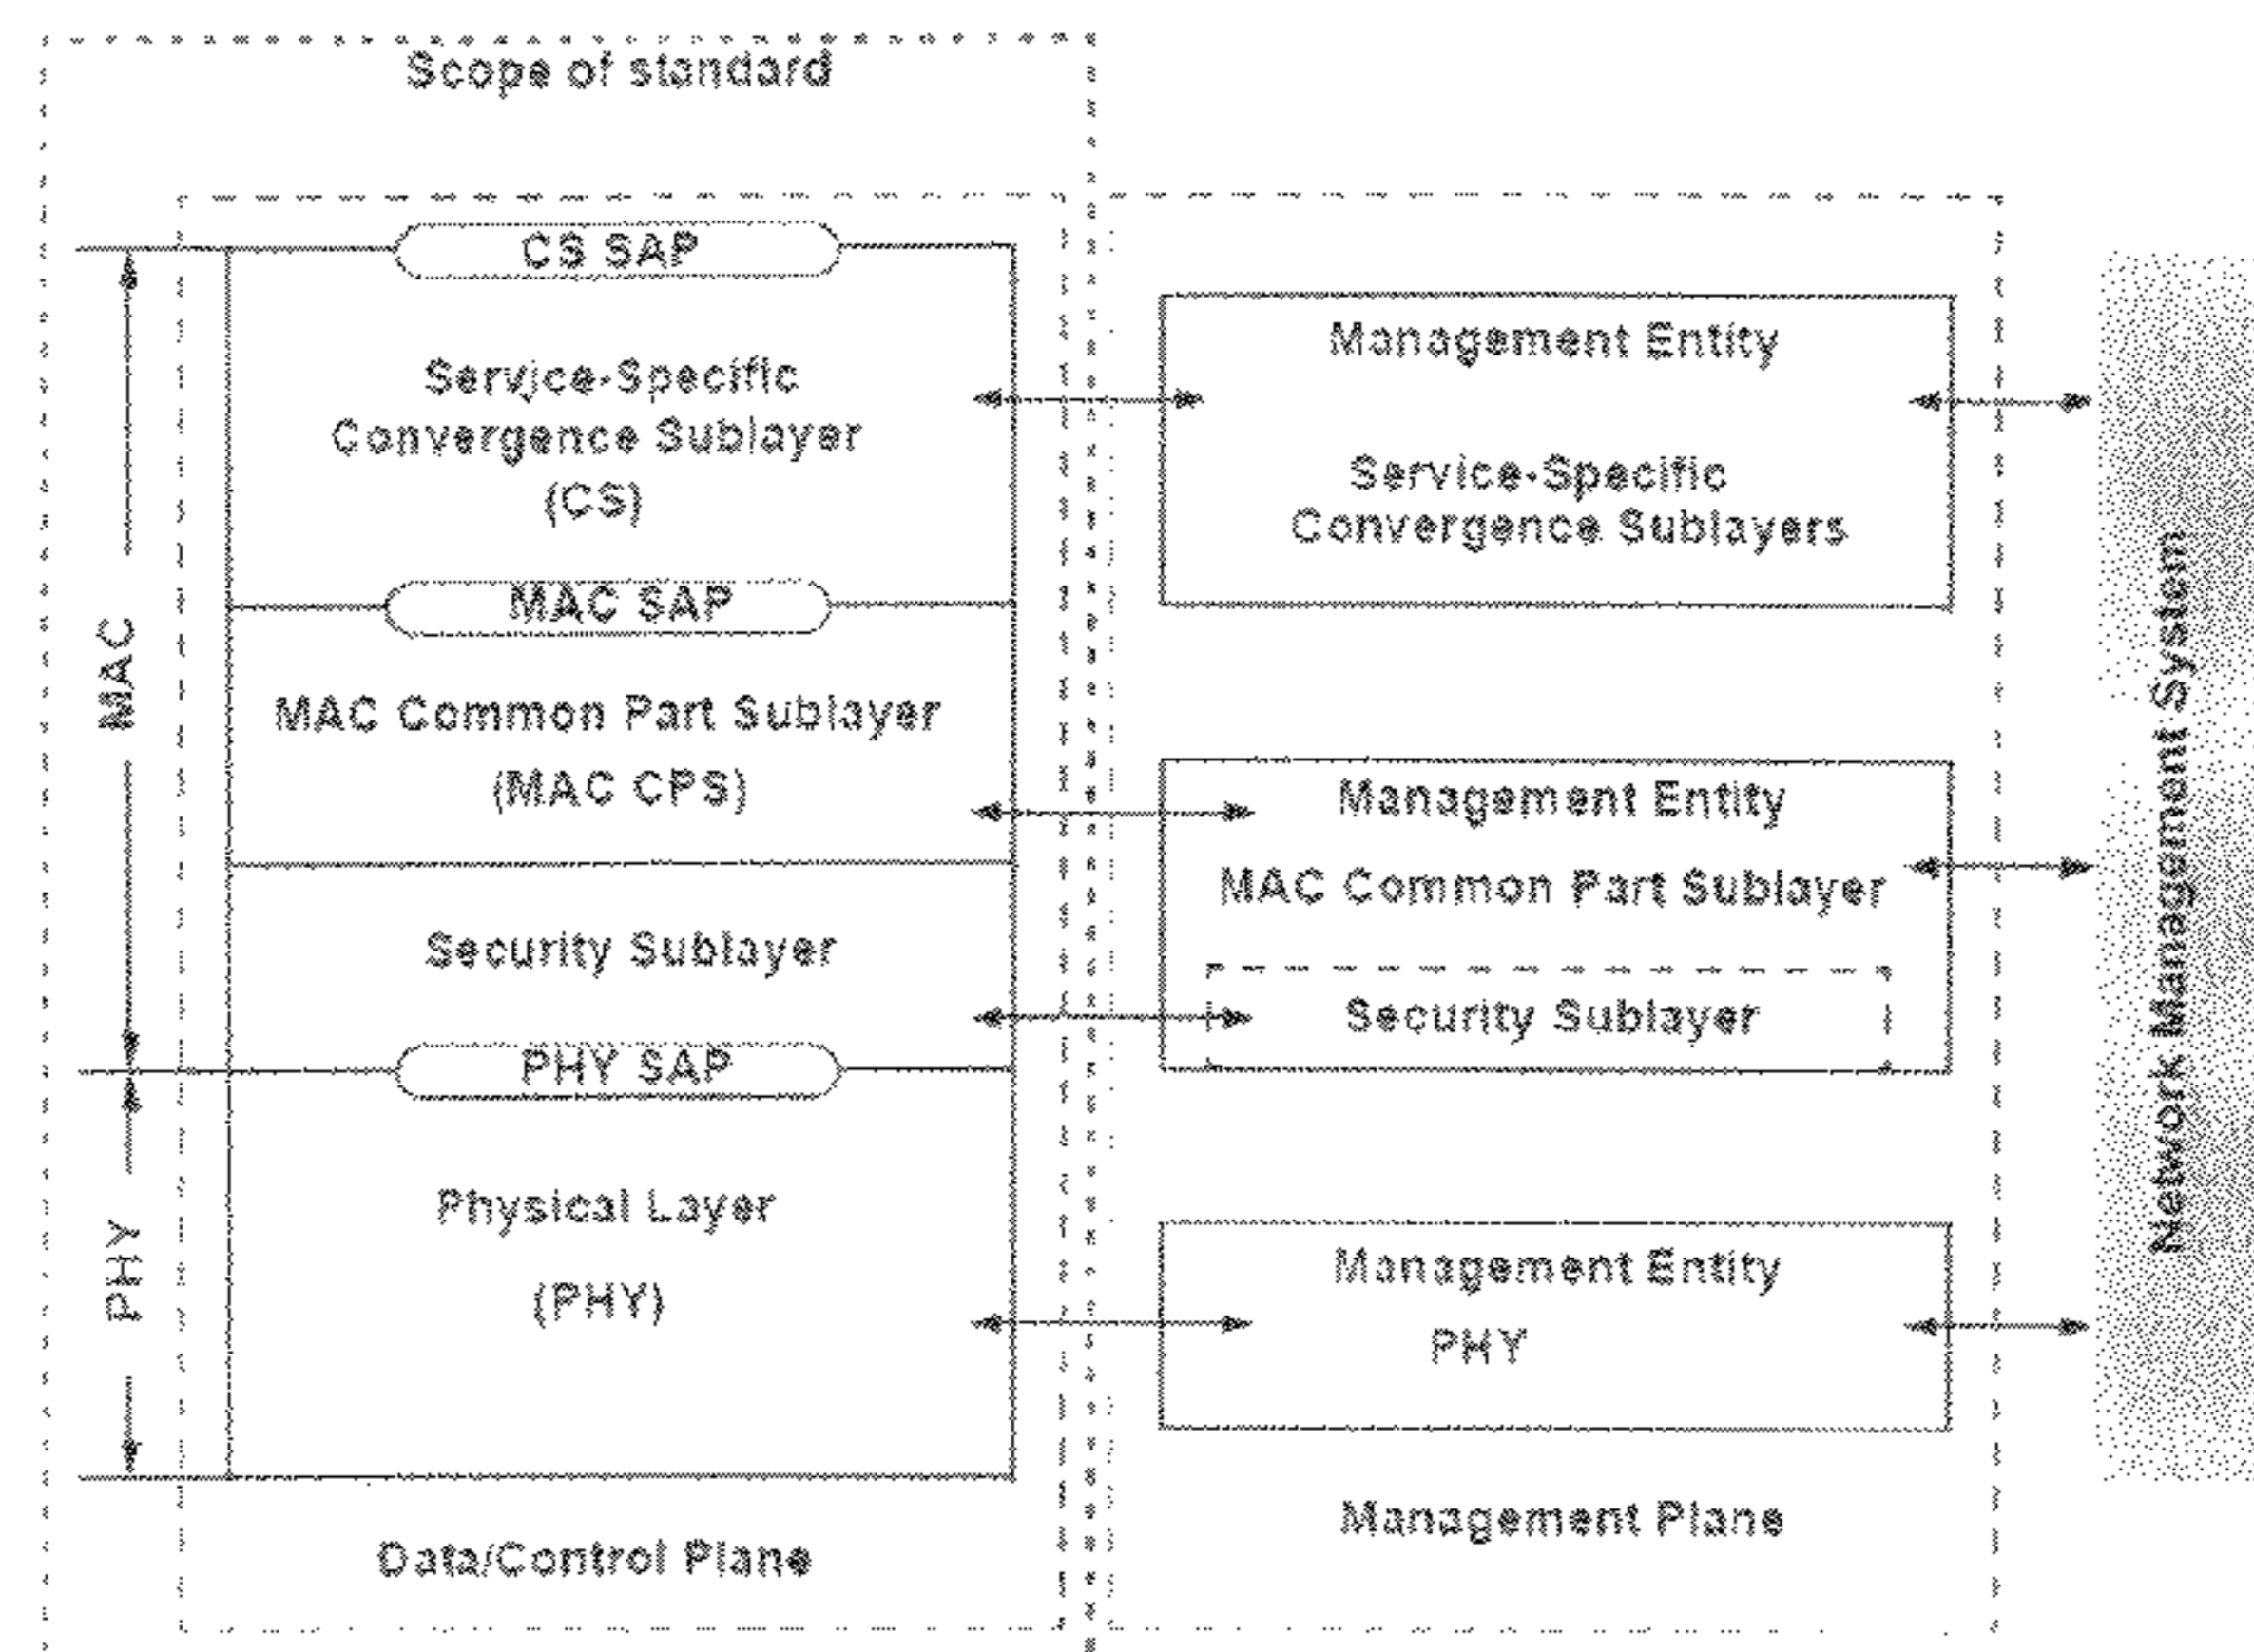 Scope of standard
CS SAP
Service-Specific
Convergence Sublayer
(CS)
MAC SAP
MAC Common Part Sublayer
(MAC CPS)
Security Sublayer
PHY SAP
Physical Layer
(PHY)
Data/Control Plane
MAC
PHY
Management Entity
Service-Specific
Convergence Sublayers
Management Entity
MAC Common Part Sublayer
Security Sublayer
Management Entity
PHY
Management Plane
Network Management System